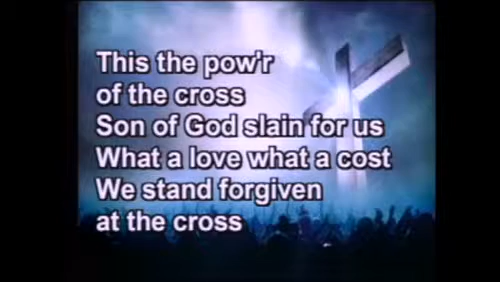 This the pow'r
of the cross
Son of God slain for us
What a love what a cost
We stand forgiven
at the cross